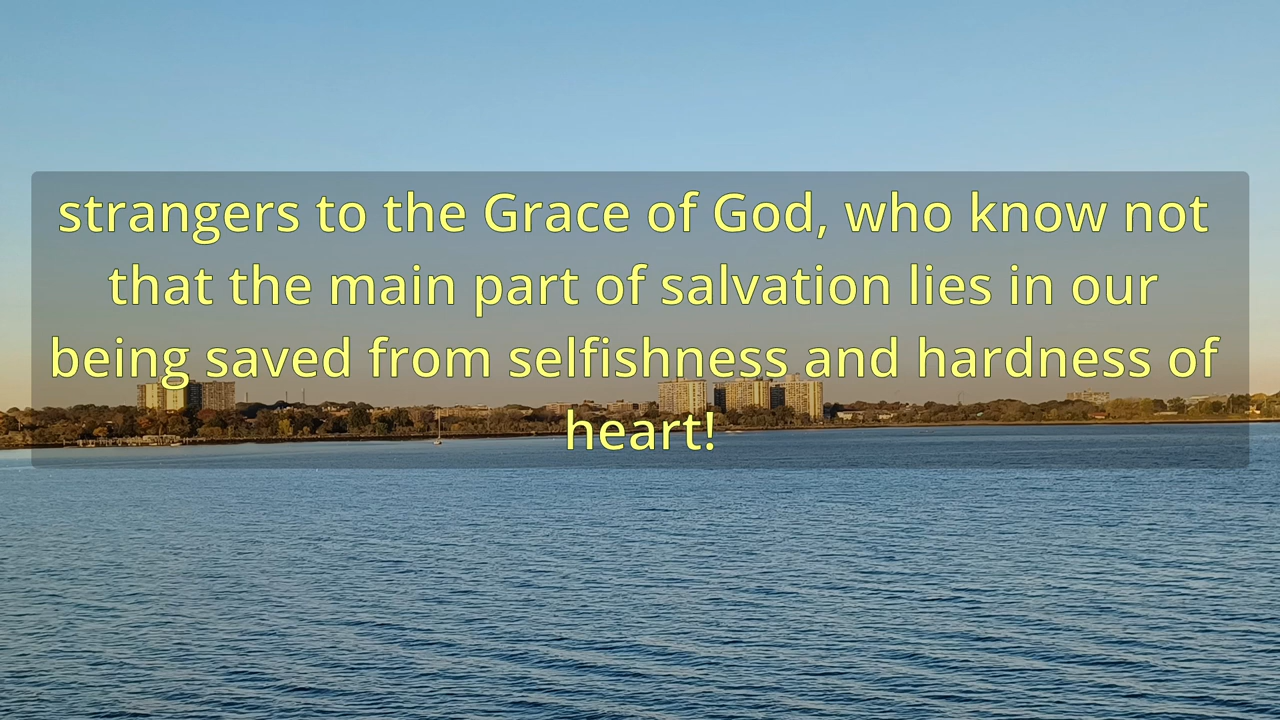 strangers to the Grace of God, who know not
that the main part of salvation lies in our
being saved from selfishness and hardness of
heart!